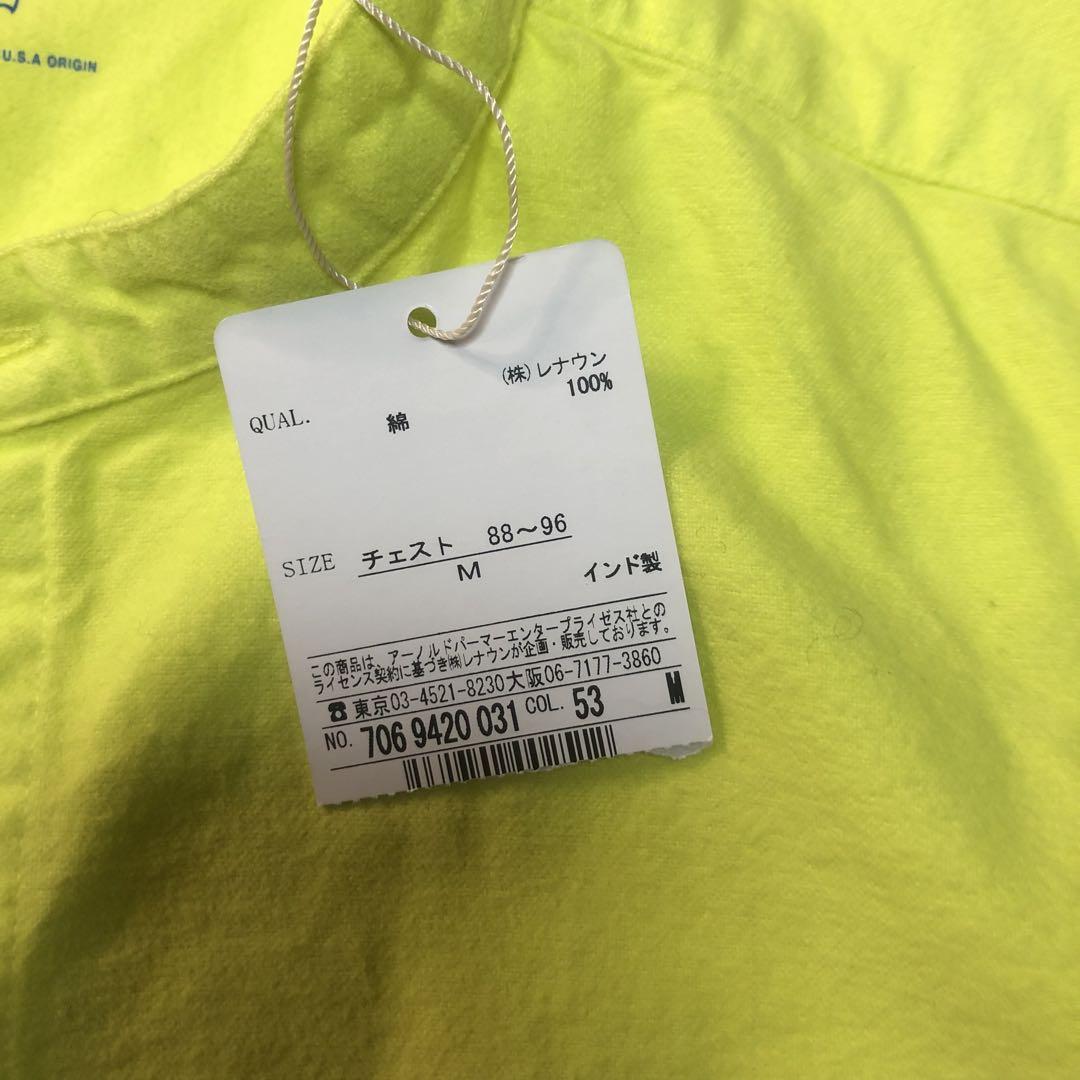 U.S.A ORIGIN
(株)レナウン
QUAL. 綿 100%
SIZE チェスト 88～96
M
インド製
この商品は、アーノルドパーマーエンタープライゼス社との
ライセンス契約に基づき㈱レナウンが企画・販売しております。
☎東京03-4521-8230大阪06-7177-3860
NO. 706 9420 031 COL. 53 M